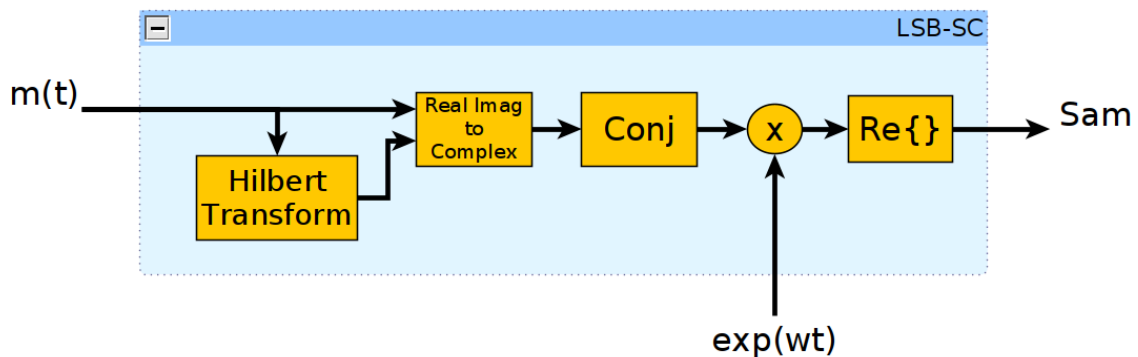 LSB-SC
m(t)
Real Imag
to
Complex
Conj
x
Re{}
Sam
Hilbert
Transform
exp(wt)